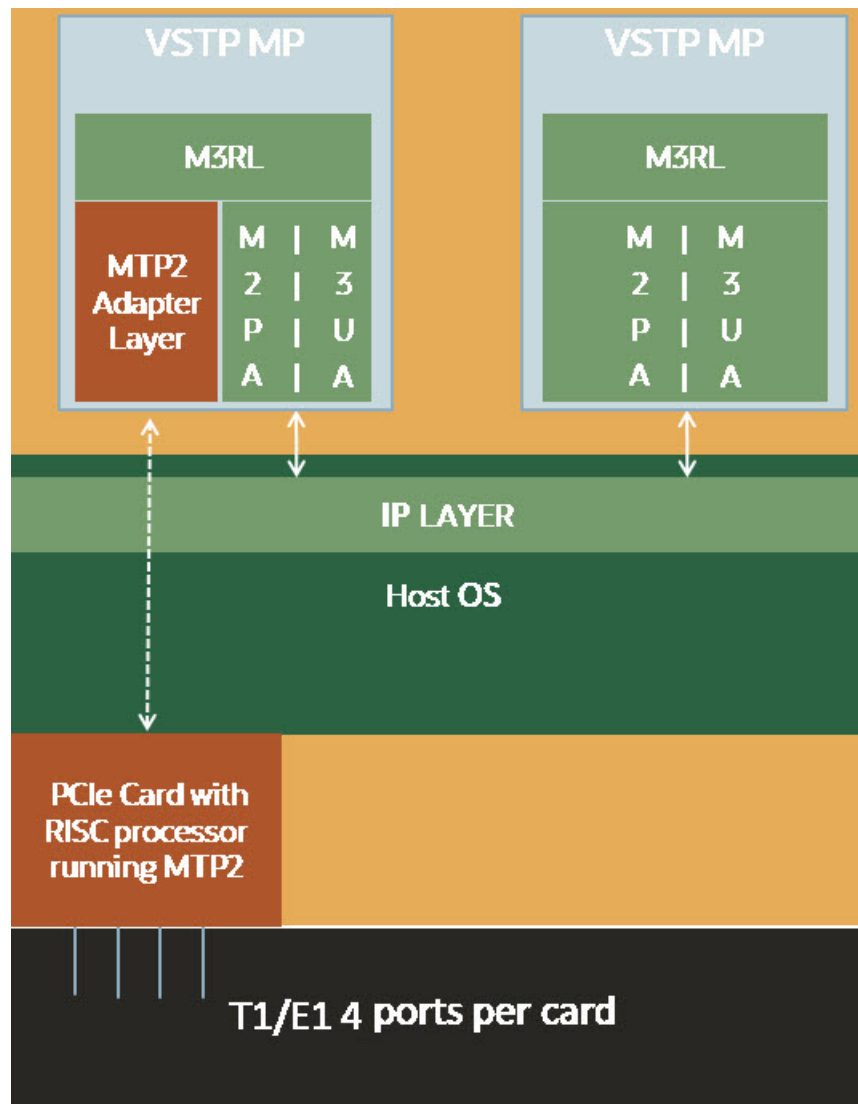 VSTP MP
M3RL
MTP2
Adapter
Layer
M | M
2 | 3
P | U
A | A
VSTP MP
M3RL
M | M
2 | 3
P | U
A | A
IP LAYER
Host OS
PCIe Card with
RISC processor
running MTP2
T1/E1 4 ports per card